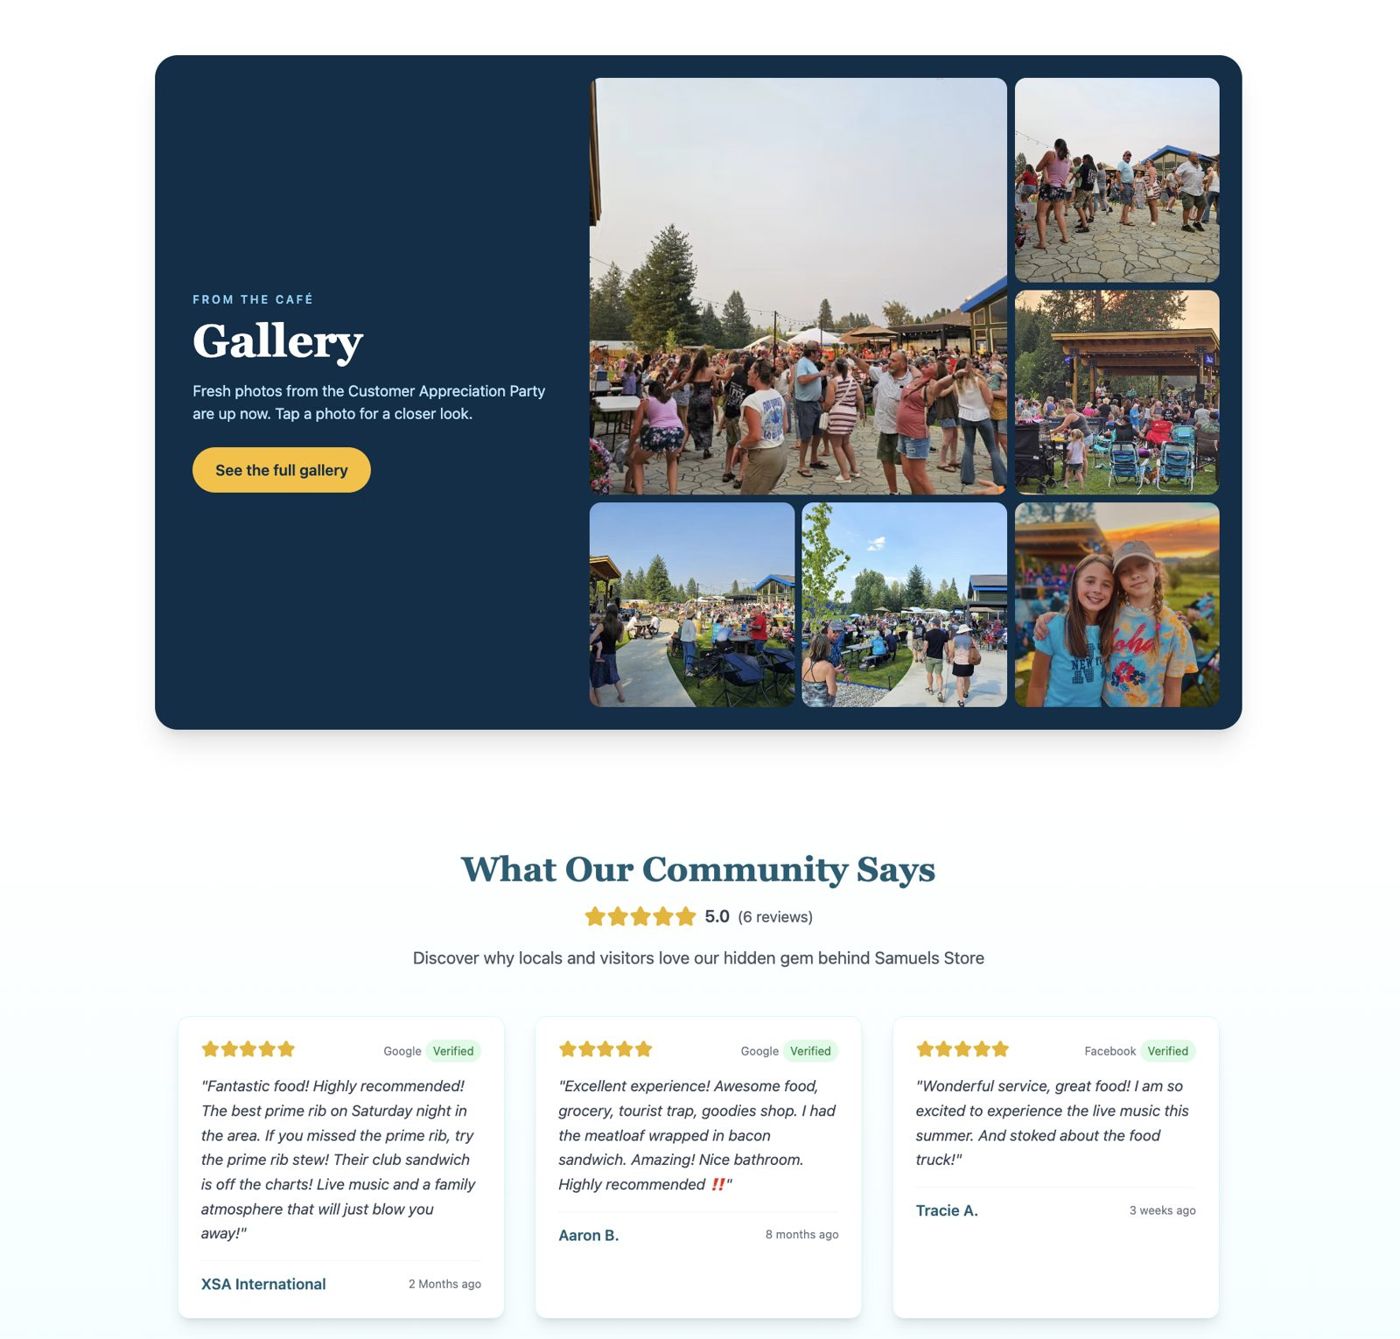 FROM THE CAFÉ
Gallery
Fresh photos from the Customer Appreciation Party
are up now. Tap a photo for a closer look.
See the full gallery
What Our Community Says
5.0 (6 reviews)
Discover why locals and visitors love our hidden gem behind Samuels Store
Google Verified
"Fantastic food! Highly recommended!
The best prime rib on Saturday night in
the area. If you missed the prime rib, try
the prime rib stew! Their club sandwich
is off the charts! Live music and a family
atmosphere that will just blow you
away!"
XSA International 2 Months ago
Google Verified
"Excellent experience! Awesome food,
grocery, tourist trap, goodies shop. I had
the meatloaf wrapped in bacon
sandwich. Amazing! Nice bathroom.
Highly recommended ‼️"
Aaron B. 8 months ago
Facebook Verified
"Wonderful service, great food! I am so
excited to experience the live music this
summer. And stoked about the food
truck!"
Tracie A. 3 weeks ago